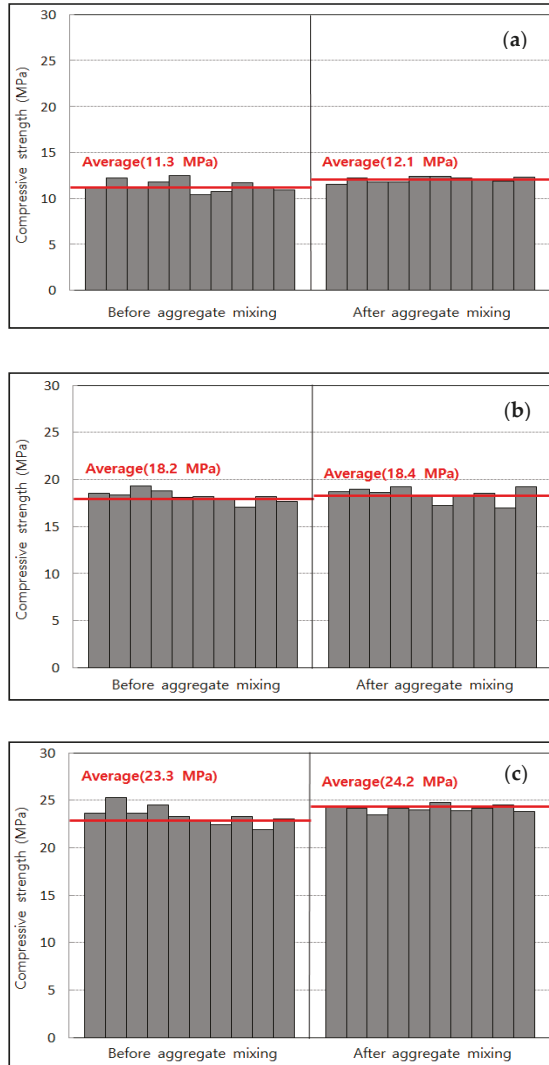 (a)
Compressive strength (MPa)
30
25
20
15
10
5
0
Average(11.3 MPa)
Average(12.1 MPa)
Before aggregate mixing
After aggregate mixing
(b)
Compressive strength (MPa)
30
25
20
15
10
5
0
Average(18.2 MPa)
Average(18.4 MPa)
Before aggregate mixing
After aggregate mixing
(c)
Compressive strength (MPa)
30
25
20
15
10
5
0
Average(23.3 MPa)
Average(24.2 MPa)
Before aggregate mixing
After aggregate mixing